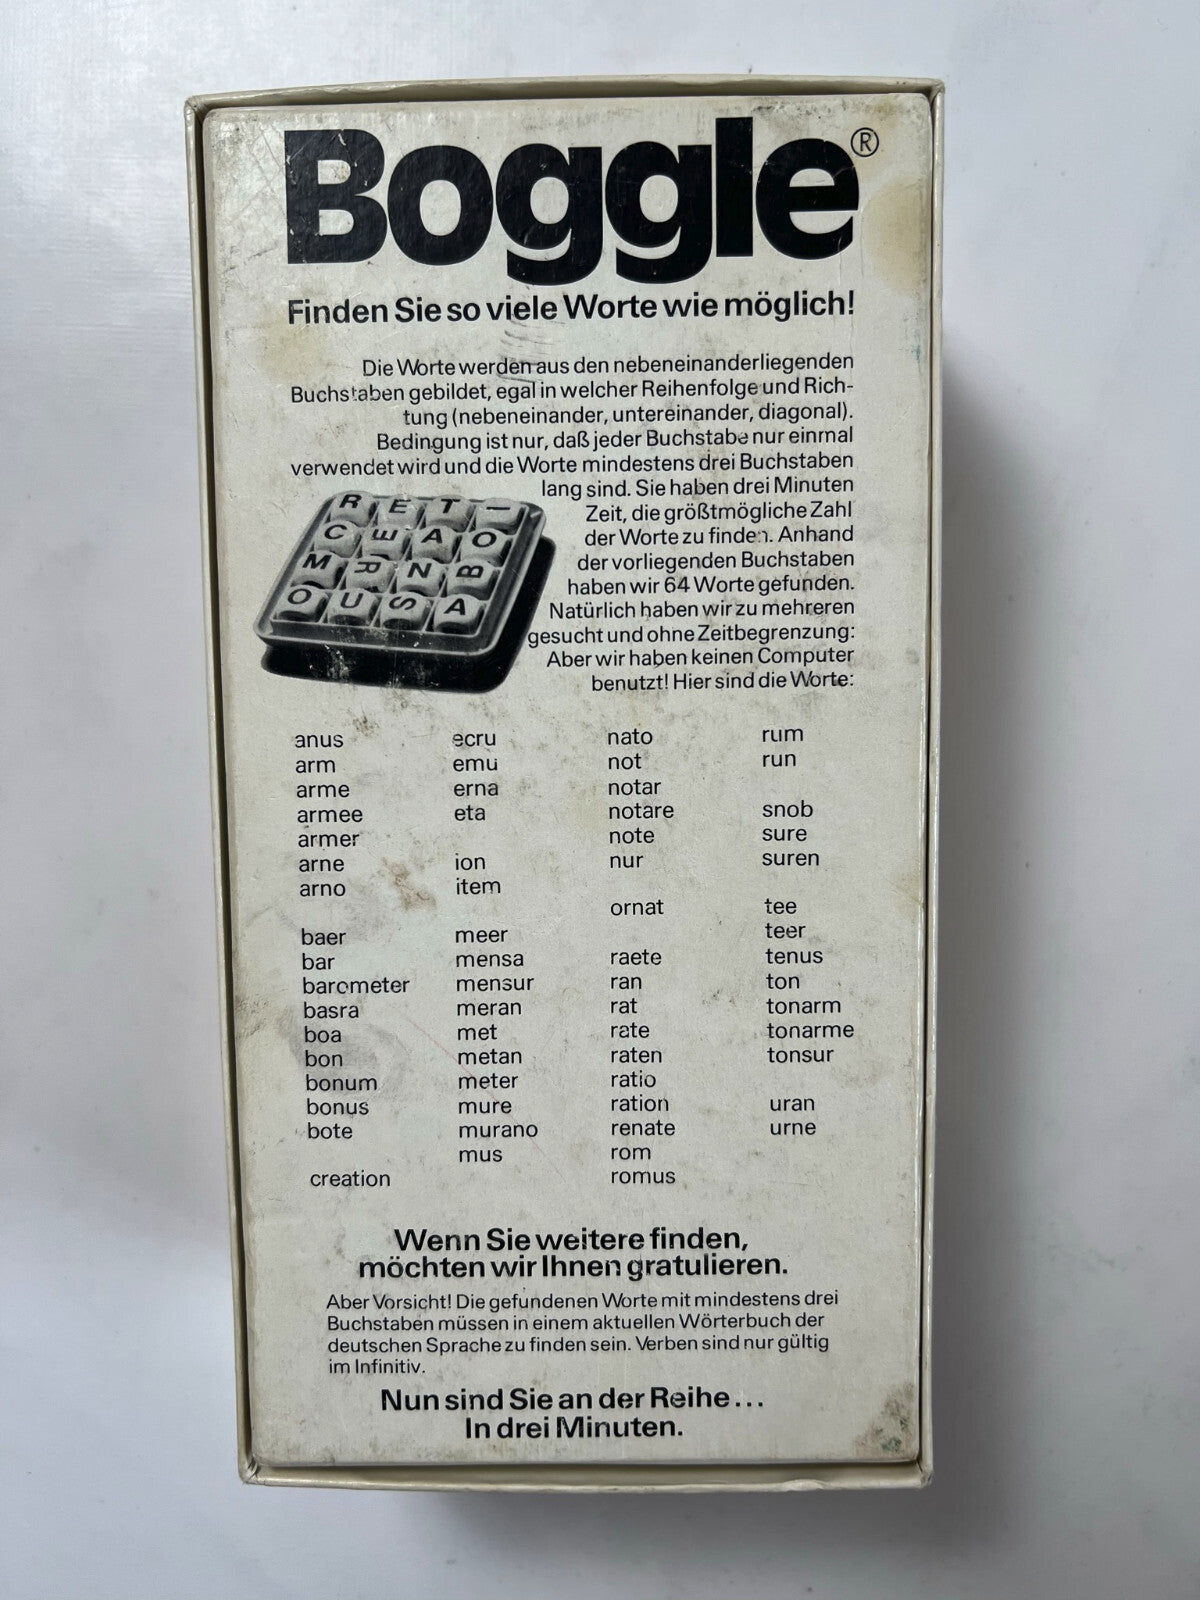 Boggle®
Finden Sie so viele Worte wie möglich!
Die Worte werden aus den nebeneinanderliegenden
Buchstaben gebildet, egal in welcher Reihenfolge und Rich-
tung (nebeneinander, untereinander, diagonal).
Bedingung ist nur, daß jeder Buchstabe nur einmal
verwendet wird und die Worte mindestens drei Buchstaben
lang sind. Sie haben drei Minuten
Zeit, die größtmögliche Zahl
der Worte zu finden. Anhand
der vorliegenden Buchstaben
haben wir 64 Worte gefunden.
Natürlich haben wir zu mehreren
gesucht und ohne Zeitbegrenzung:
Aber wir haben keinen Computer
benutzt! Hier sind die Worte:
R E T I
C E A O
M R N B
O U S A
anus
arm
arme
armee
armer
arne
arno
baer
bar
barometer
basra
boa
bon
bonum
bonus
bote
creation
ecru
emu
erna
eta
ion
item
meer
mensa
mensur
meran
met
metan
meter
mure
murano
mus
nato
not
notar
notare
note
nur
ornat
raete
ran
rat
rate
raten
ratio
ration
renate
rom
romus
rum
run
snob
sure
suren
tee
teer
tenus
ton
tonarm
tonarme
tonsur
uran
urne
Wenn Sie weitere finden,
möchten wir Ihnen gratulieren.
Aber Vorsicht! Die gefundenen Worte mit mindestens drei
Buchstaben müssen in einem aktuellen Wörterbuch der
deutschen Sprache zu finden sein. Verben sind nur gültig
im Infinitiv.
Nun sind Sie an der Reihe...
In drei Minuten.